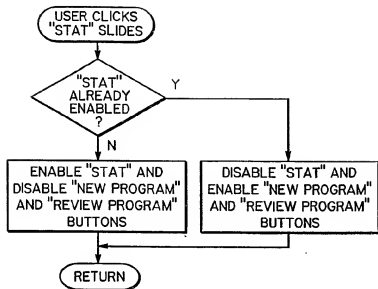 USER CLICKS
"STAT" SLIDES
"STAT"
ALREADY
ENABLED
?
Y
N
ENABLE "STAT" AND
DISABLE "NEW PROGRAM"
AND "REVIEW PROGRAM"
BUTTONS
DISABLE "STAT" AND
ENABLE "NEW PROGRAM"
AND "REVIEW PROGRAM"
BUTTONS
RETURN